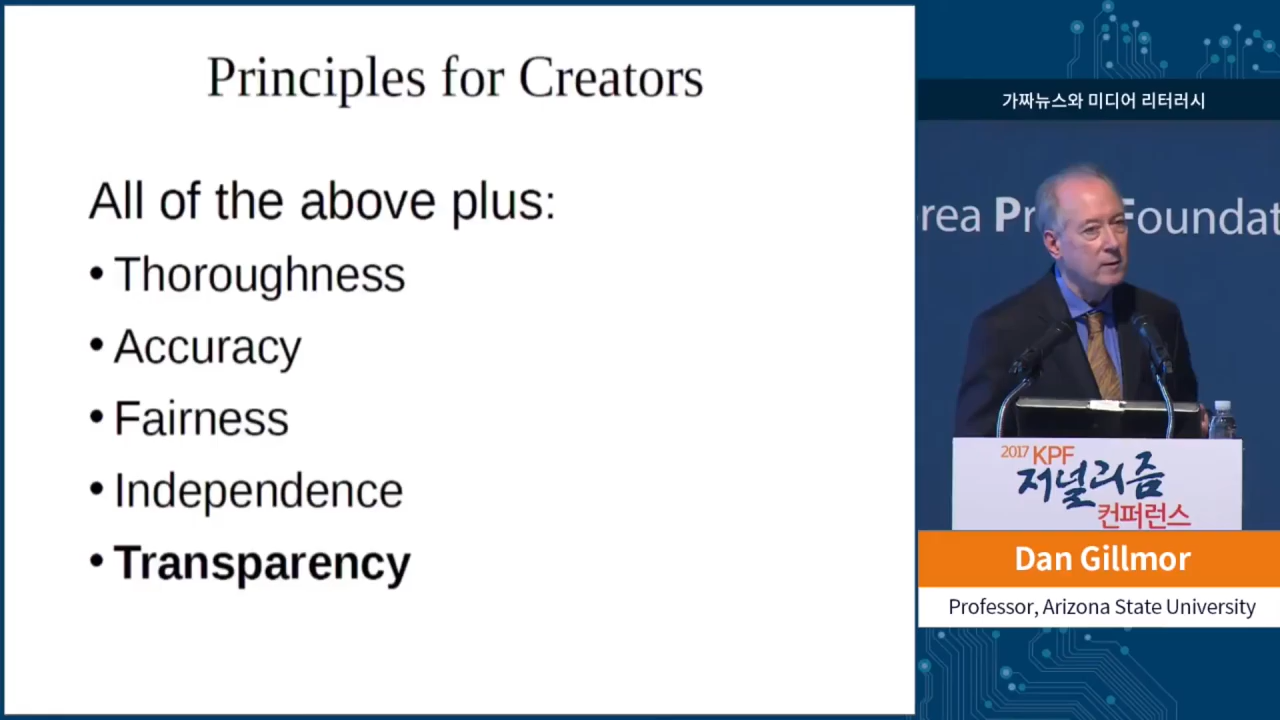 Principles for Creators
All of the above plus:
• Thoroughness
• Accuracy
• Fairness
• Independence
• Transparency
가짜뉴스와 미디어 리터러시
rea Pr Foundat
2017 KPF
저널리즘
컨퍼런스
Dan Gillmor
Professor, Arizona State University